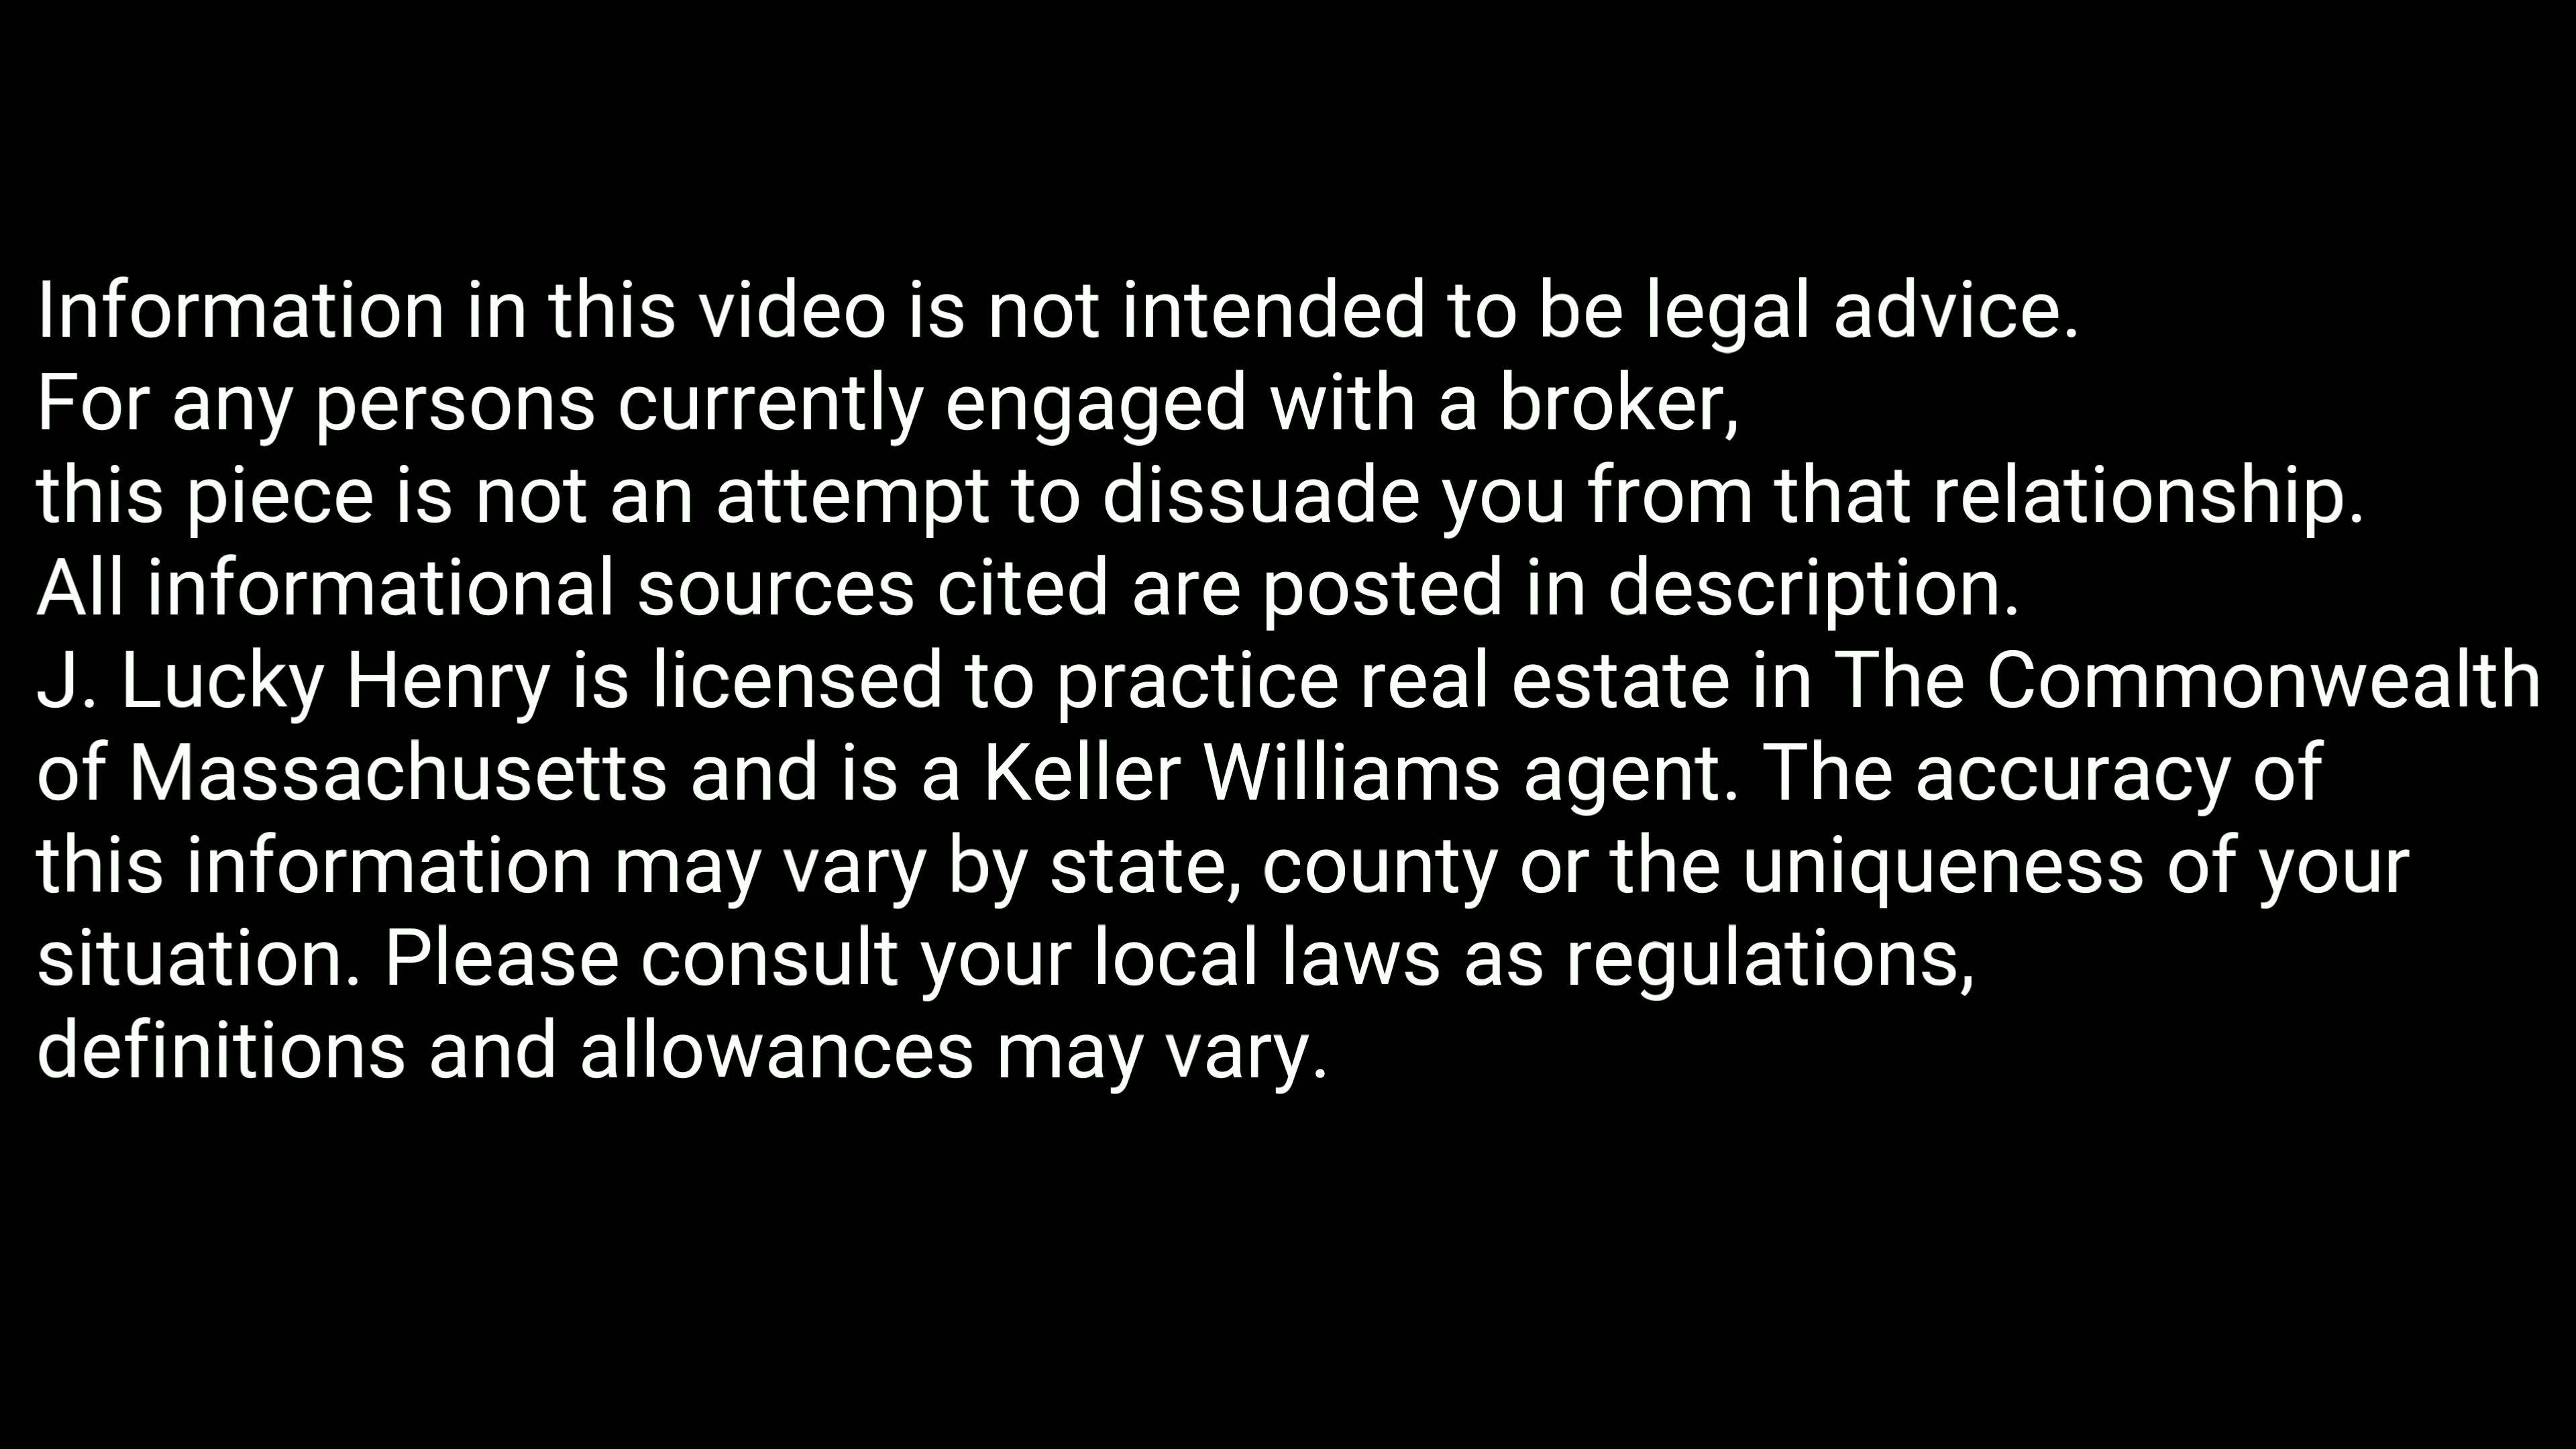 Information in this video is not intended to be legal advice.
For any persons currently engaged with a broker,
this piece is not an attempt to dissuade you from that relationship.
All informational sources cited are posted in description.
J. Lucky Henry is licensed to practice real estate in The Commonwealth
of Massachusetts and is a Keller Williams agent. The accuracy of
this information may vary by state, county or the uniqueness of your
situation. Please consult your local laws as regulations,
definitions and allowances may vary.